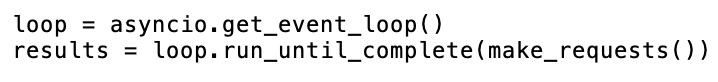 loop = asyncio.get_event_loop()
results = loop.run_until_complete(make_requests())